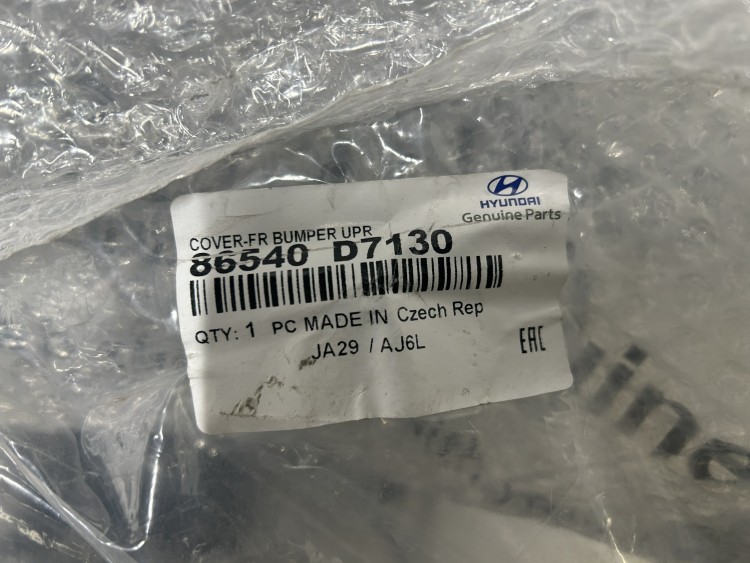 HYUNDAI
Genuine Parts
COVER-FR BUMPER UPR
86540 D7130
QTY: 1 PC MADE IN Czech Rep
JA29 / AJ6L
EAC